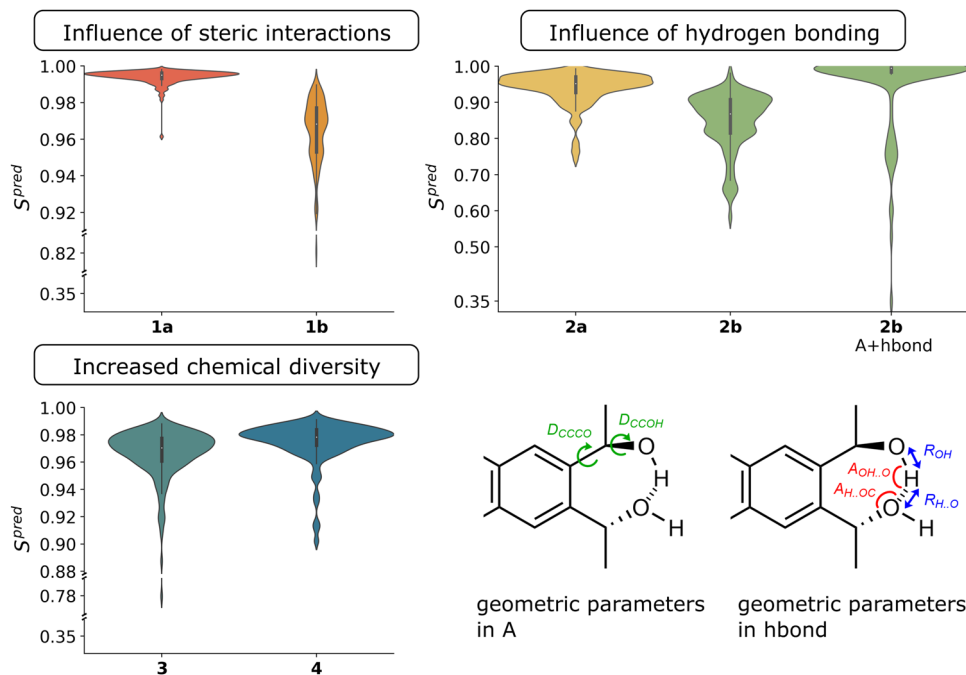 Influence of steric interactions
Influence of hydrogen bonding
1.00
0.98
0.96
0.94
0.92
0.82
0.35
S^pred
1a
1b
1.00
0.90
0.80
0.70
0.60
0.50
0.35
S^pred
2a
2b
2b
A+hbond
Increased chemical diversity
1.00
0.98
0.96
0.94
0.92
0.90
0.88
0.78
0.35
S^pred
3
4
D_CCCO
D_CCOH
O
H
O
H
geometric parameters
in A
O
R_OH
A_OH..O
H
A_H..OC
R_H..O
O
H
geometric parameters
in hbond